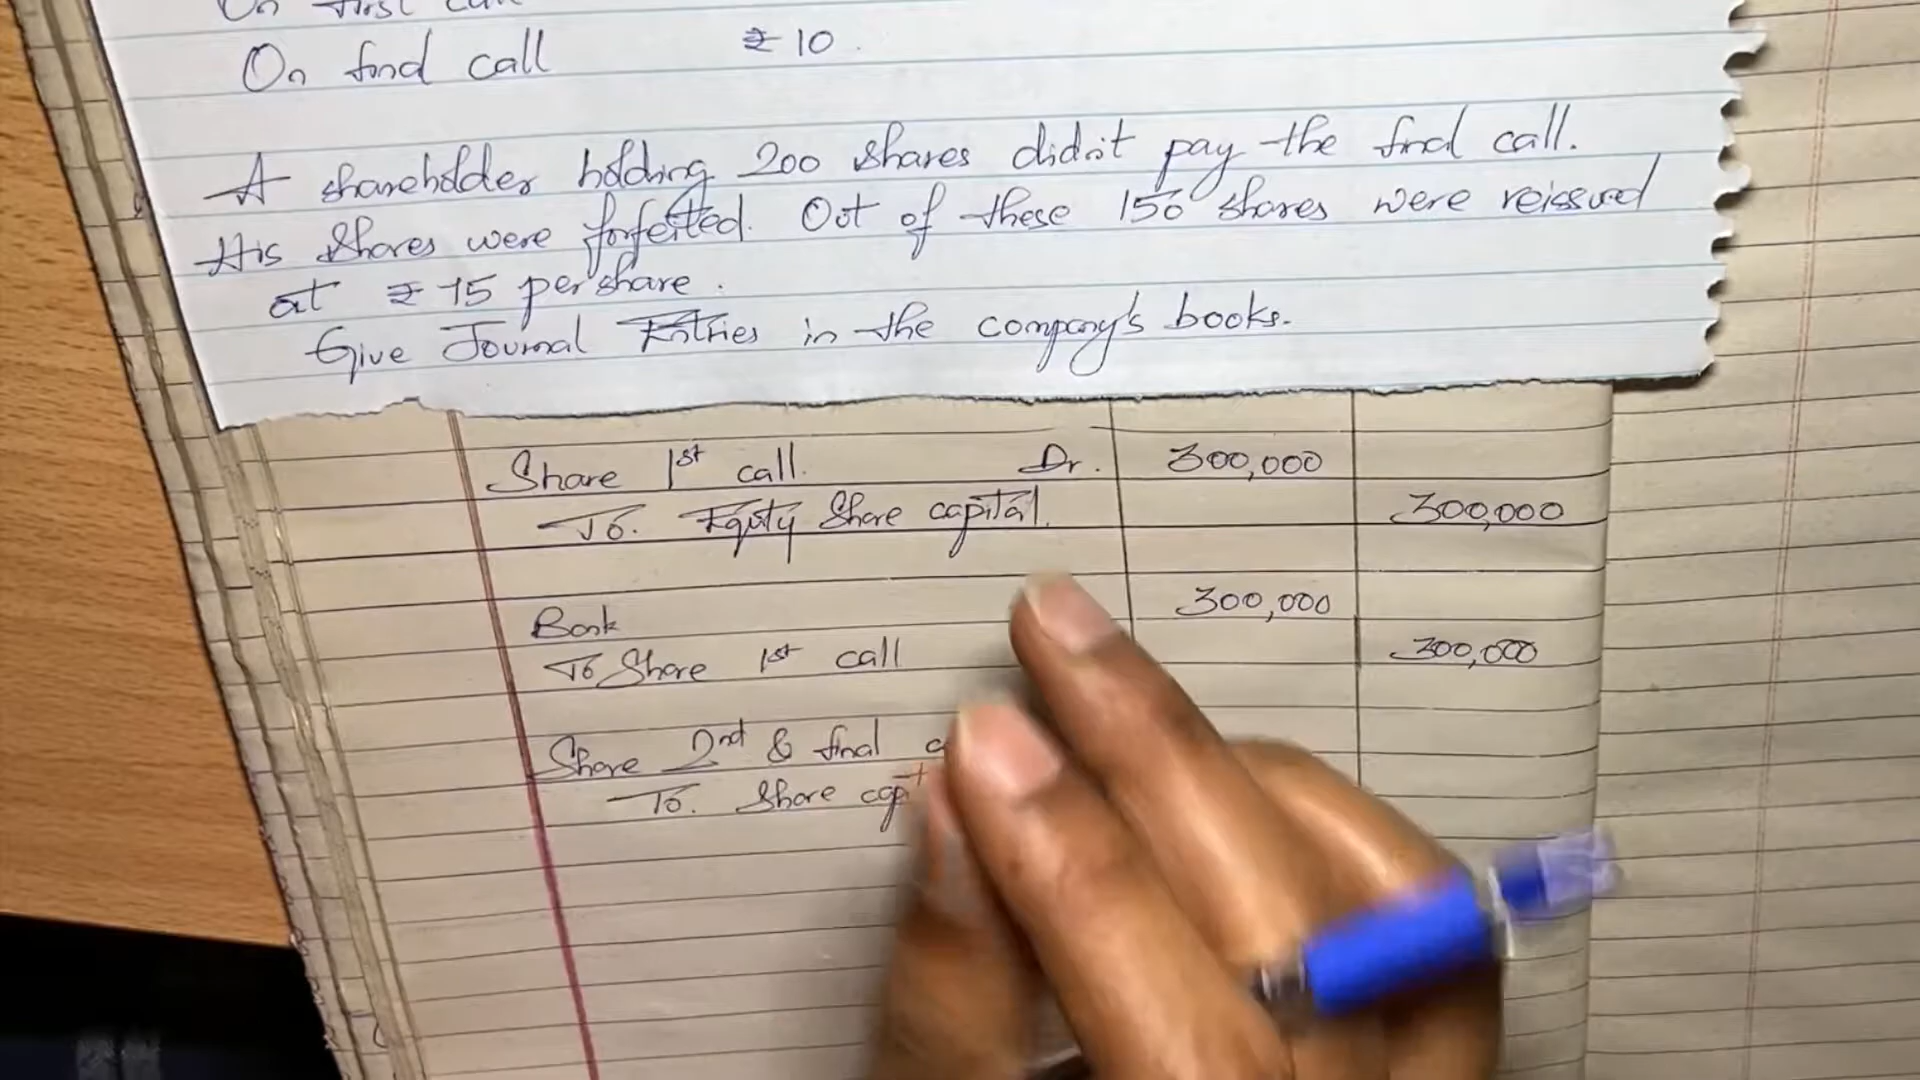 On first call
On final call ₹ 10
A shareholder holding 200 shares didn't pay the final call.
His shares were forfeited. Out of these 150 shares were reissued
at ₹ 15 per share.
Give Journal Entries in the company's books.
Share 1st call. Dr. 300,000
To. Equity Share capital. 300,000
Bank 300,000
To Share 1st call 300,000
Share 2nd & final
To. Share